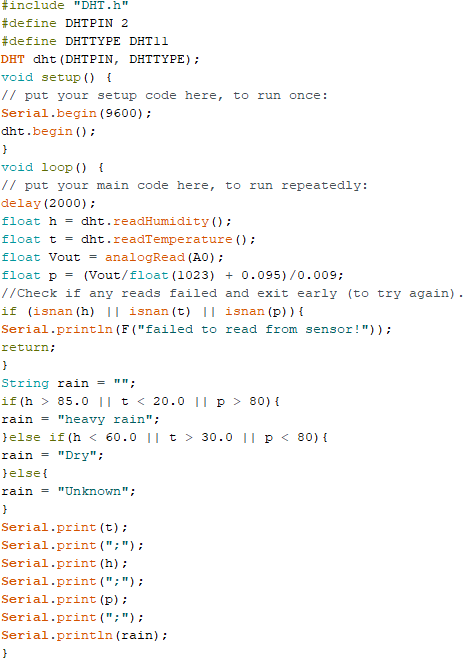 #include "DHT.h"
#define DHTPIN 2
#define DHTTYPE DHT11
DHT dht(DHTPIN, DHTTYPE);
void setup() {
// put your setup code here, to run once:
Serial.begin(9600);
dht.begin();
}
void loop() {
// put your main code here, to run repeatedly:
delay(2000);
float h = dht.readHumidity();
float t = dht.readTemperature();
float Vout = analogRead(A0);
float p = (Vout/float(1023) + 0.095)/0.009;
//Check if any reads failed and exit early (to try again).
if (isnan(h) || isnan(t) || isnan(p)){
Serial.println(F("failed to read from sensor!"));
return;
}
String rain = "";
if(h > 85.0 || t < 20.0 || p > 80){
rain = "heavy rain";
}else if(h < 60.0 || t > 30.0 || p < 80){
rain = "Dry";
}else{
rain = "Unknown";
}
Serial.print(t);
Serial.print(";");
Serial.print(h);
Serial.print(";");
Serial.print(p);
Serial.print(";");
Serial.println(rain);
}